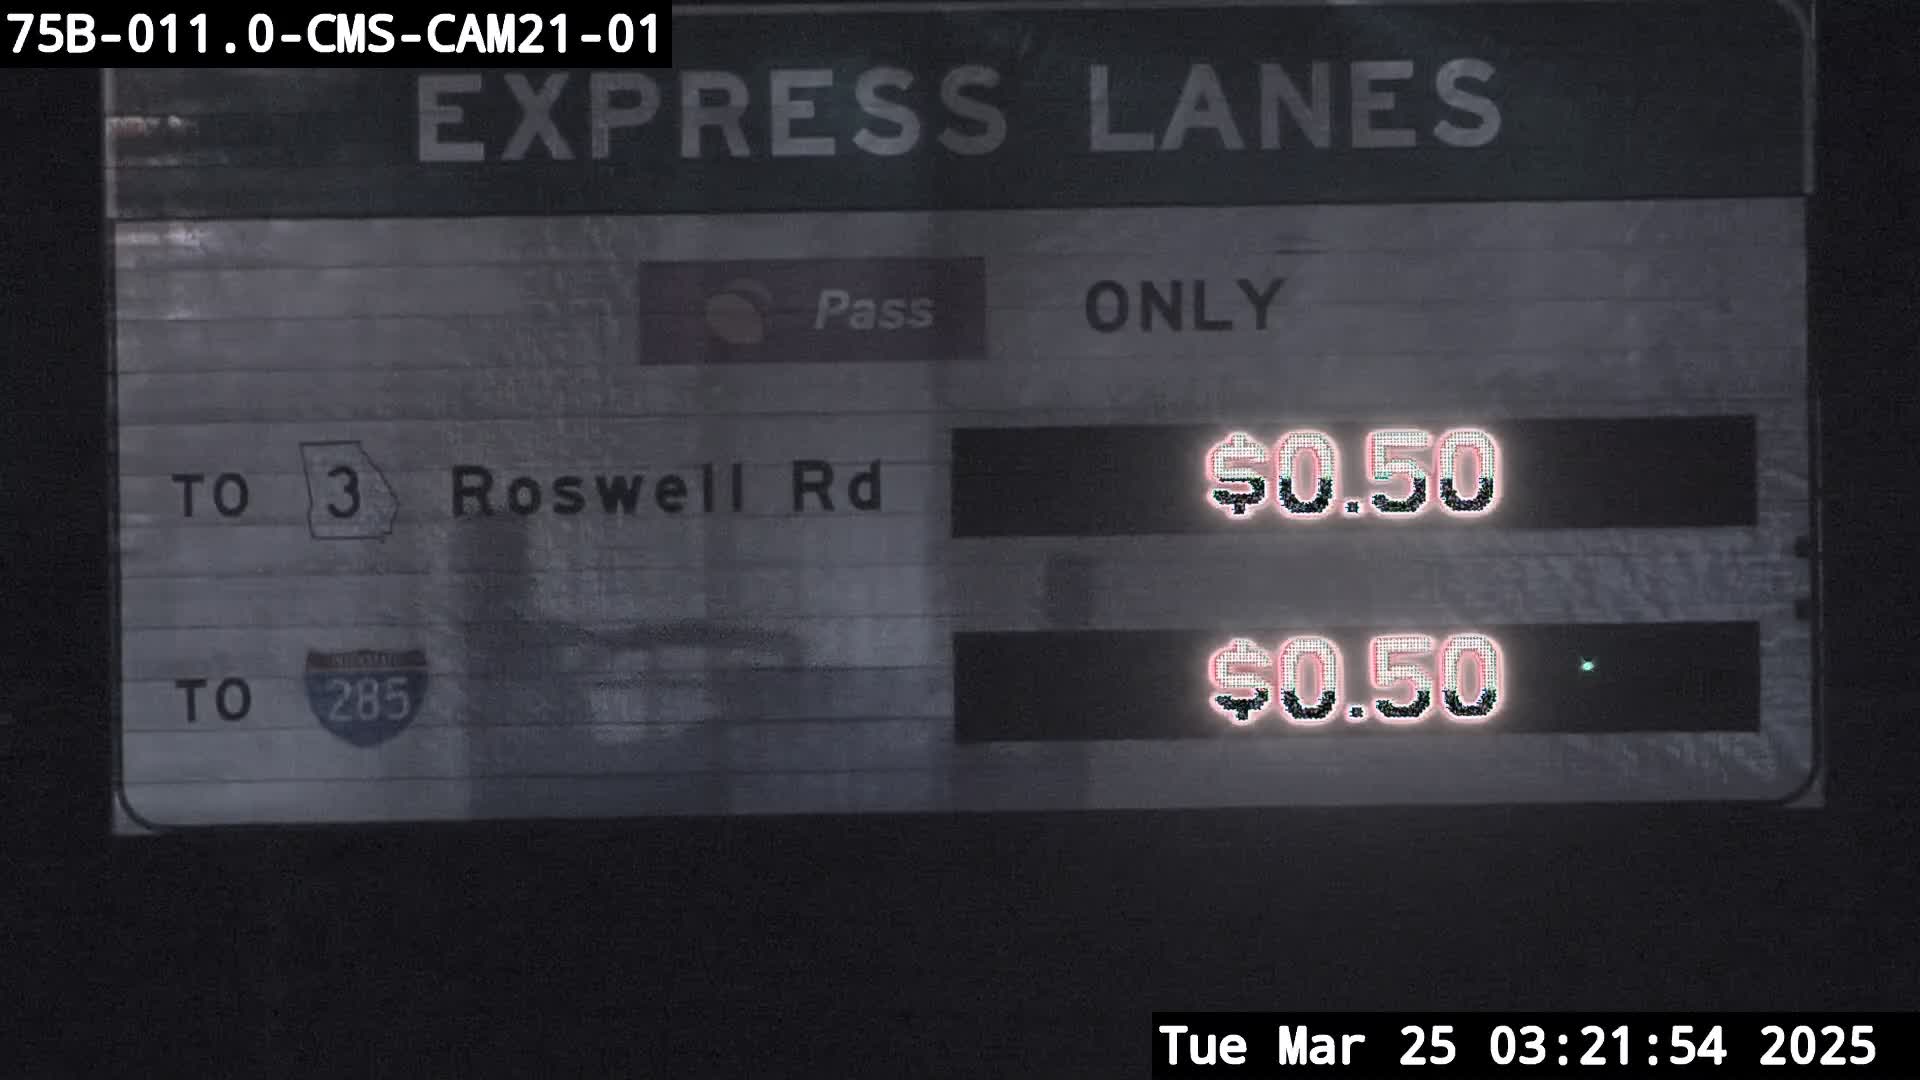 75B-011.0-CMS-CAM21-01
EXPRESS LANES
Pass ONLY
TO 3 Roswell Rd $0.50
TO INTERSTATE 285 $0.50
Tue Mar 25 03:21:54 2025